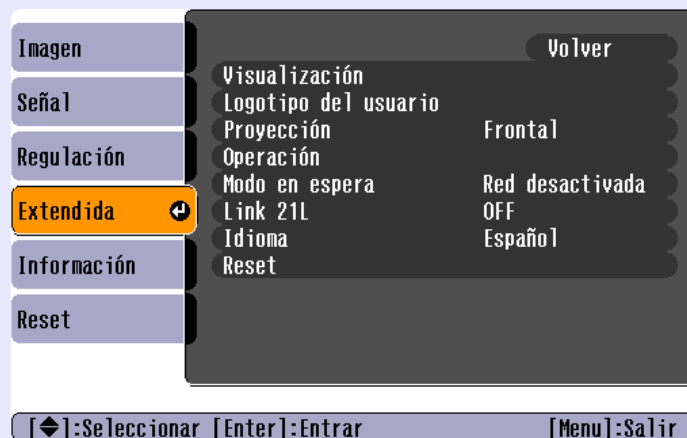 Imagen
Señal
Regulación
Extendida
Información
Reset
Volver
Visualización
Logotipo del usuario
Proyección Frontal
Operación
Modo en espera Red desactivada
Link 21L OFF
Idioma Español
Reset
[◆]:Seleccionar [Enter]:Entrar [Menu]:Salir